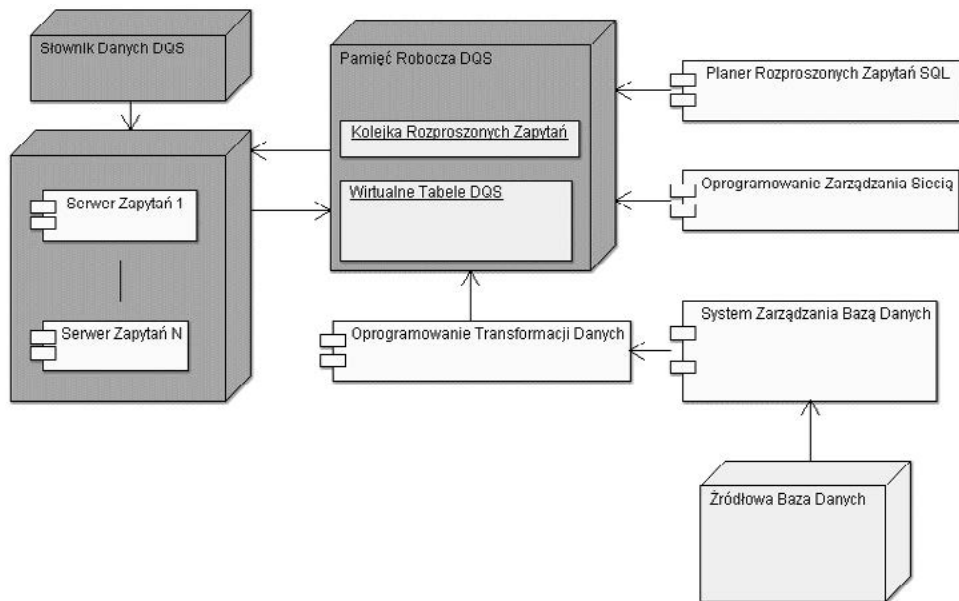 Słownik Danych DQS
Pamięć Robocza DQS
Kolejka Rozproszonych Zapytań
Wirtualne Tabele DQS
Planer Rozproszonych Zapytań SQL
Oprogramowanie Zarządzania Siecią
Serwer Zapytań 1
Serwer Zapytań N
Oprogramowanie Transformacji Danych
System Zarządzania Bazą Danych
Źródłowa Baza Danych